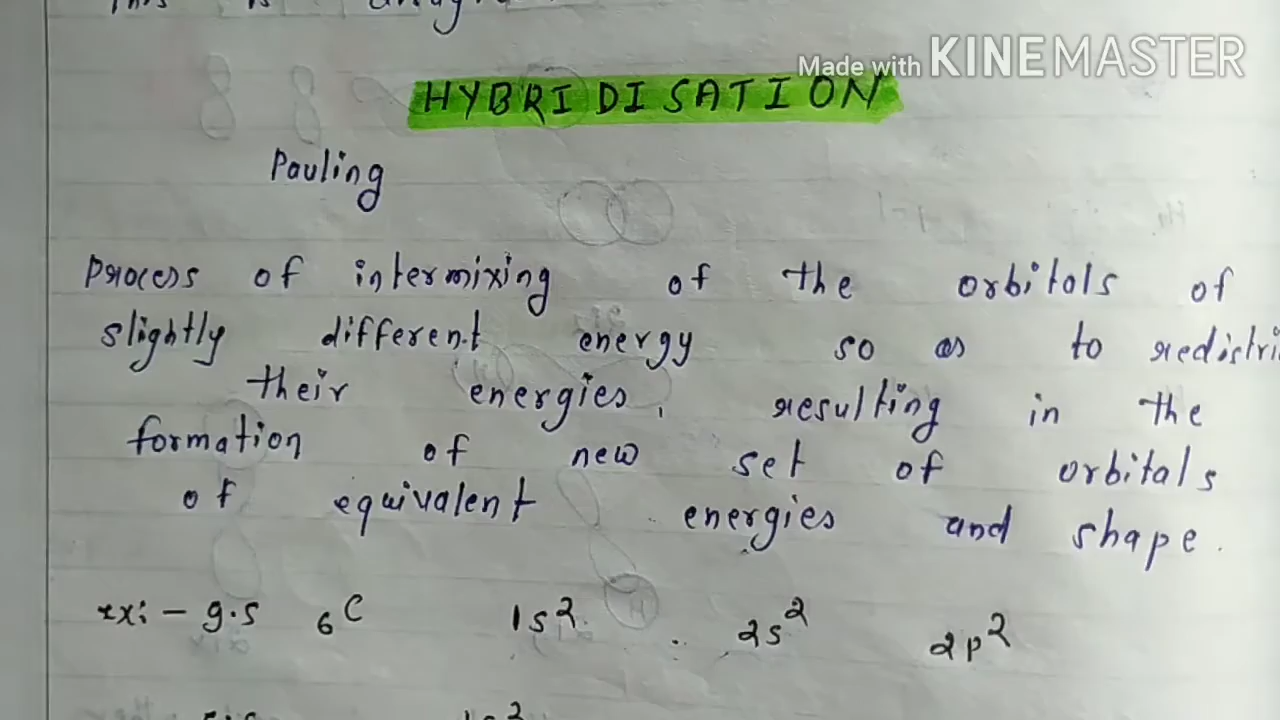 This is
Made with KINEMASTER
HYBRIDISATION
Pauling
Process of intermixing of the orbitals of
slightly different energy so as to redistri
their energies, resulting in the
formation of new set of orbitals
of equivalent energies and shape.
ex:- g.s ₆C 1s² 2s² 2p²